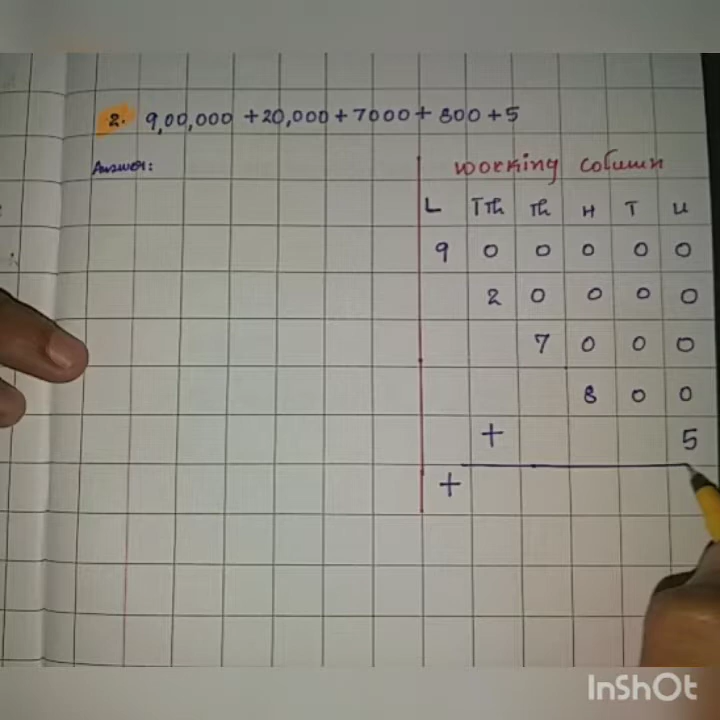 2. 9,00,000 +20,000+7000+ 800 +5
Answer:
working column
L TTh Th H T U
9 0 0 0 0 0
2 0 0 0 0
7 0 0 0
8 0 0
+ 5
+
InShOt